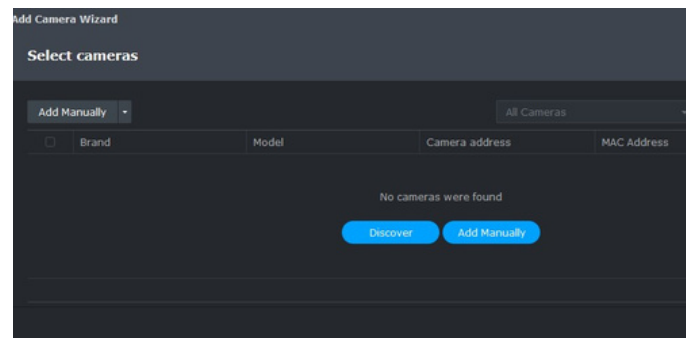 Add Camera Wizard
Select cameras
Add Manually
All Cameras
Brand Model Camera address MAC Address
No cameras were found
Discover Add Manually